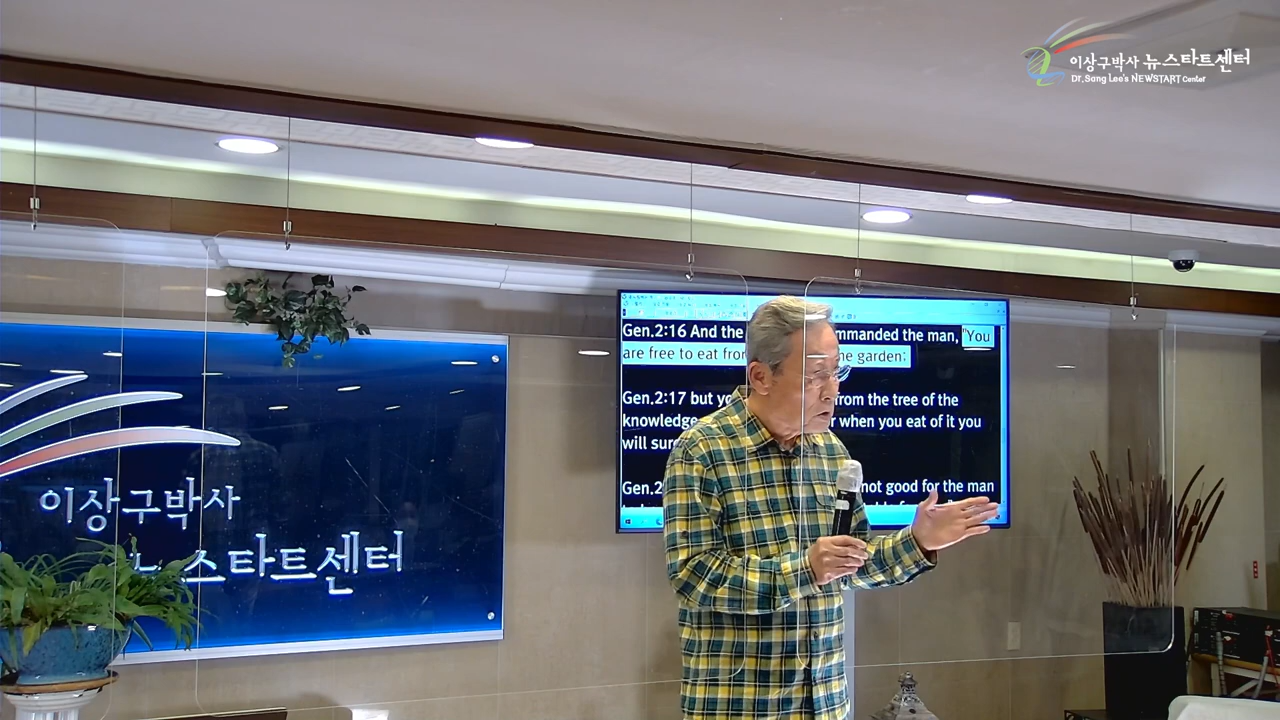 이상구박사 뉴스타트센터
Dr. Sang Lee's NEWSTART Center
Gen.2:16 And the mmanded the man, "You
are free to eat from he garden;
Gen.2:17 but yo from the tree of the
knowledge r when you eat of it you
will sur
Gen.2 not good for the man
이상구박사
스타트센터